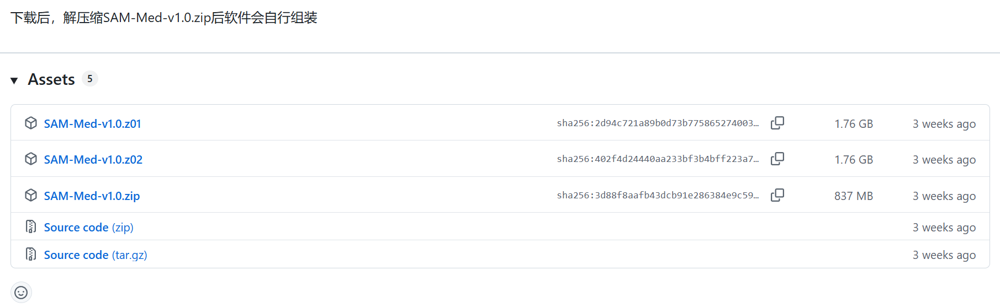 下载后，解压缩SAM-Med-v1.0.zip后软件会自行组装
Assets 5
SAM-Med-v1.0.z01 sha256:2d94c721a89b0d73b775865274003… 1.76 GB 3 weeks ago
SAM-Med-v1.0.z02 sha256:402f4d24440aa233bf3b4bff223a7… 1.76 GB 3 weeks ago
SAM-Med-v1.0.zip sha256:3d88f8aafb43dcb91e286384e9c59… 837 MB 3 weeks ago
Source code (zip) 3 weeks ago
Source code (tar.gz) 3 weeks ago